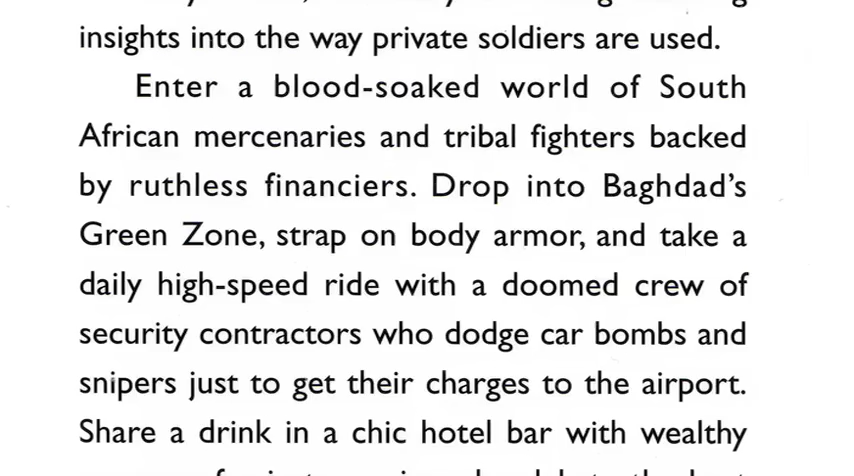 insights into the way private soldiers are used.
Enter a blood-soaked world of South
African mercenaries and tribal fighters backed
by ruthless financiers. Drop into Baghdad’s
Green Zone, strap on body armor, and take a
daily high-speed ride with a doomed crew of
security contractors who dodge car bombs and
snipers just to get their charges to the airport.
Share a drink in a chic hotel bar with wealthy